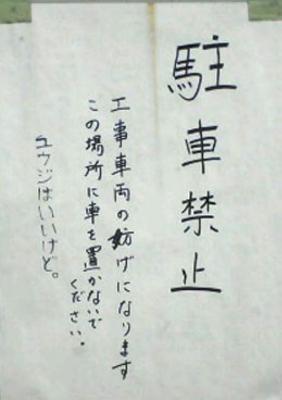 駐車禁止
工事車両の妨げになります
この場所に車を置かないで
ください.
ユウジはいいけど。